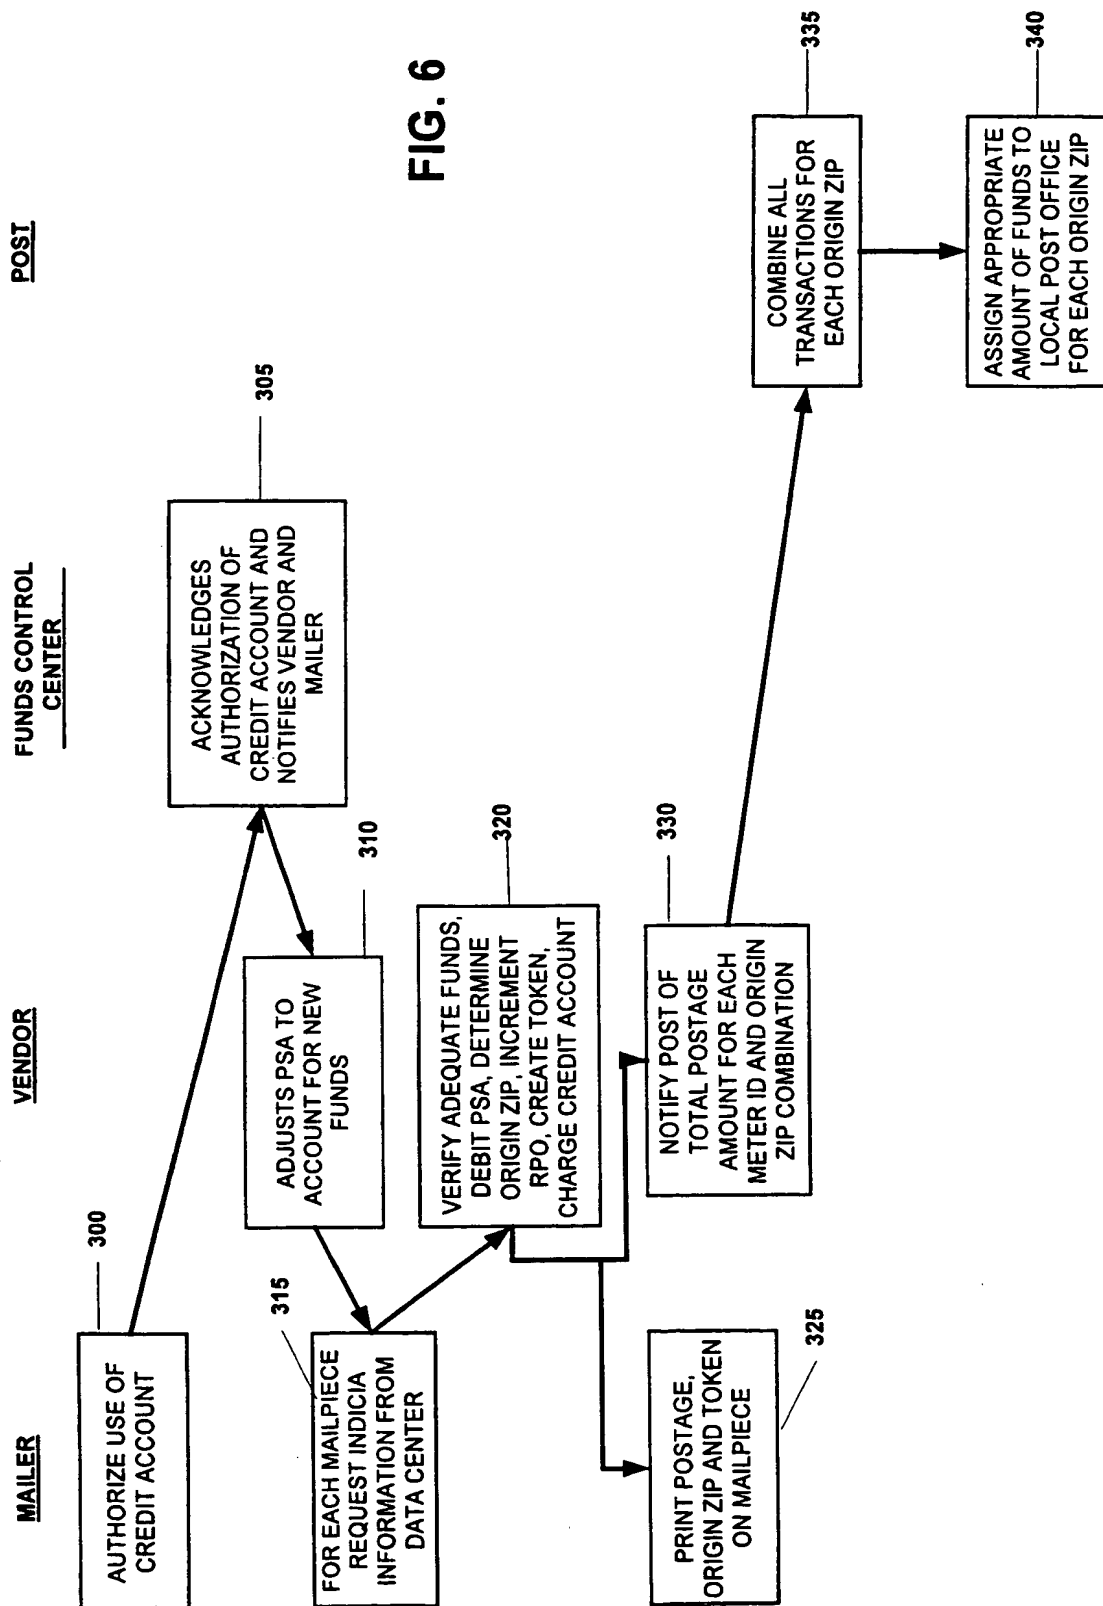 MAILER
VENDOR
FUNDS CONTROL
CENTER
POST
300
AUTHORIZE USE OF
CREDIT ACCOUNT
305
ACKNOWLEDGES
AUTHORIZATION OF
CREDIT ACCOUNT AND
NOTIFIES VENDOR AND
MAILER
310
ADJUSTS PSA TO
ACCOUNT FOR NEW
FUNDS
315
FOR EACH MAILPIECE
REQUEST INDICIA
INFORMATION FROM
DATA CENTER
320
VERIFY ADEQUATE FUNDS,
DEBIT PSA, DETERMINE
ORIGIN ZIP, INCREMENT
RPO, CREATE TOKEN,
CHARGE CREDIT ACCOUNT
325
PRINT POSTAGE,
ORIGIN ZIP AND TOKEN
ON MAILPIECE
330
NOTIFY POST OF
TOTAL POSTAGE
AMOUNT FOR EACH
METER ID AND ORIGIN
ZIP COMBINATION
335
COMBINE ALL
TRANSACTIONS FOR
EACH ORIGIN ZIP
340
ASSIGN APPROPRIATE
AMOUNT OF FUNDS TO
LOCAL POST OFFICE
FOR EACH ORIGIN ZIP
FIG. 6